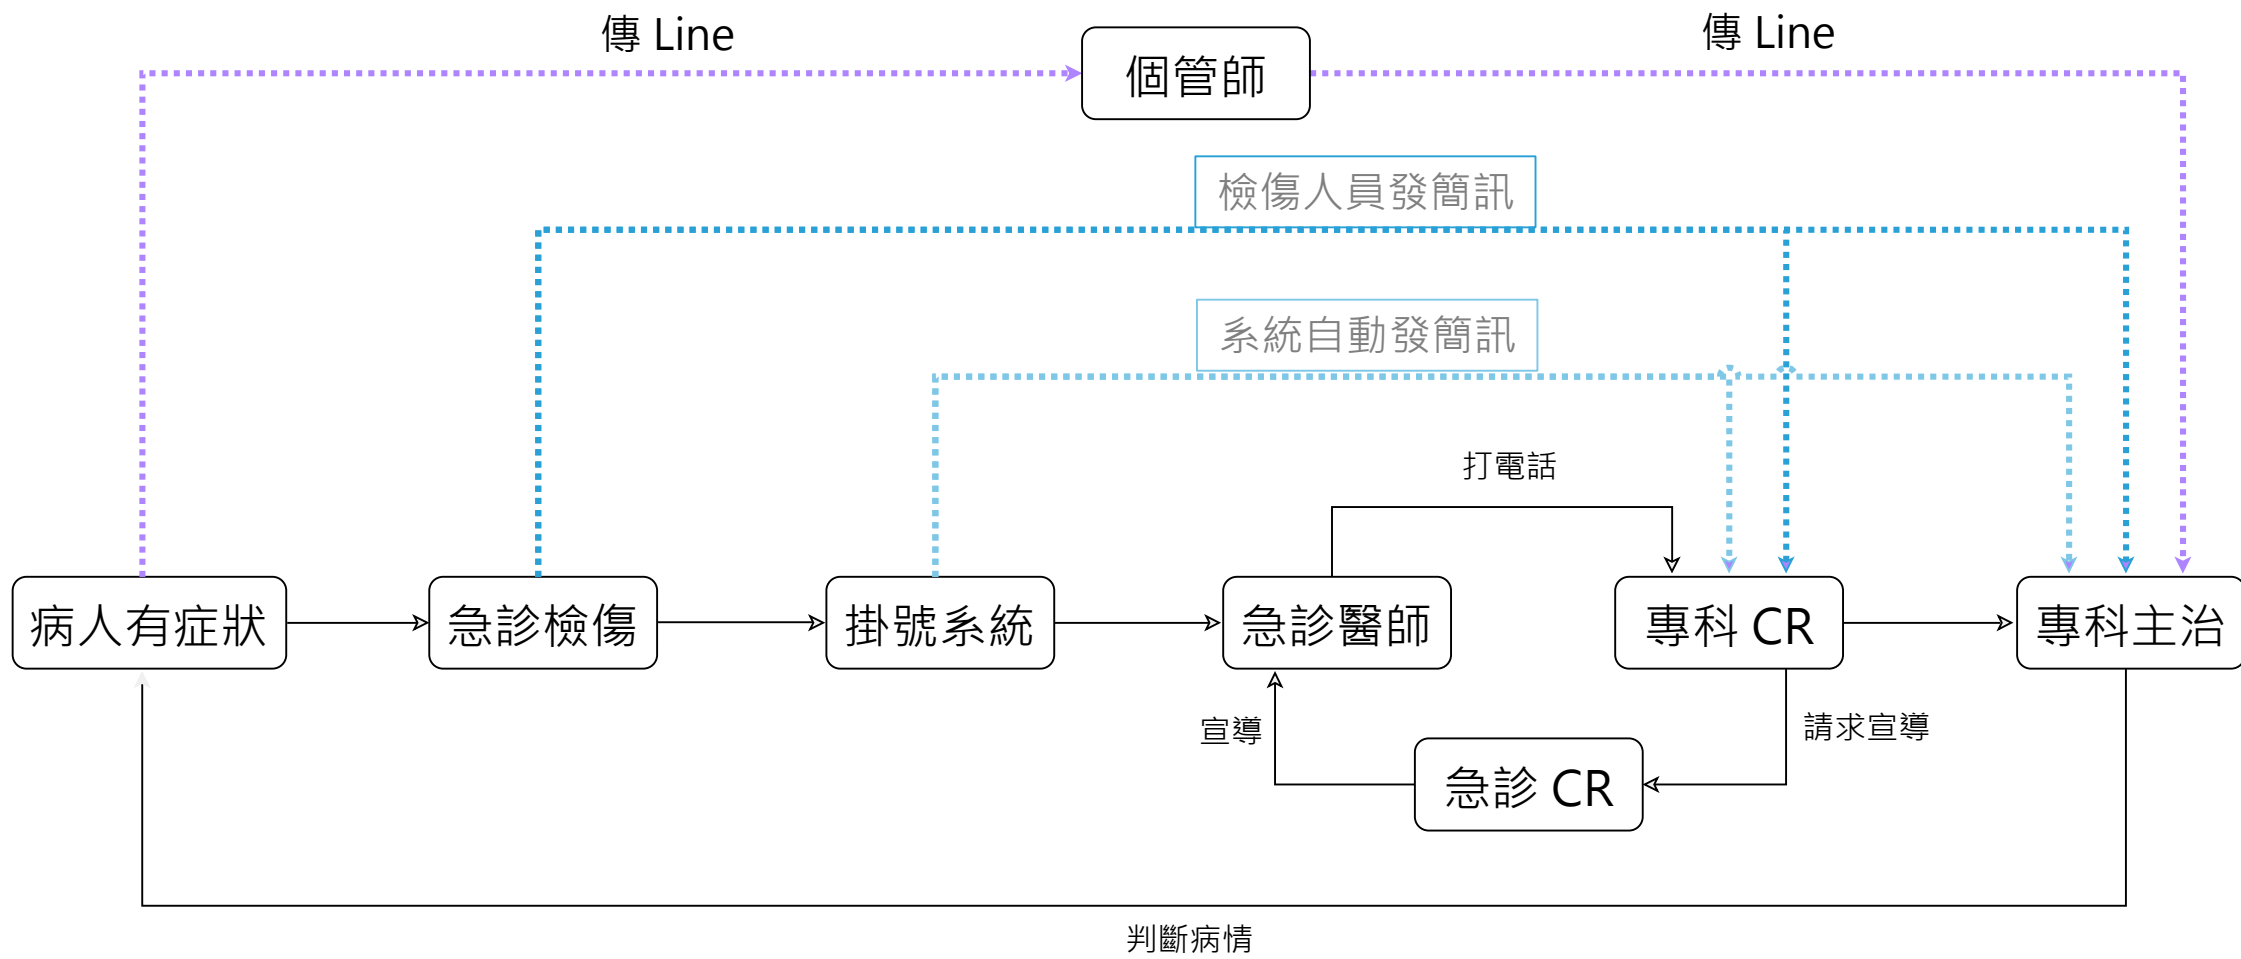 傳 Line
傳 Line
個管師
檢傷人員發簡訊
系統自動發簡訊
打電話
病人有症狀
急診檢傷
掛號系統
急診醫師
專科 CR
專科主治
宣導
請求宣導
急診 CR
判斷病情